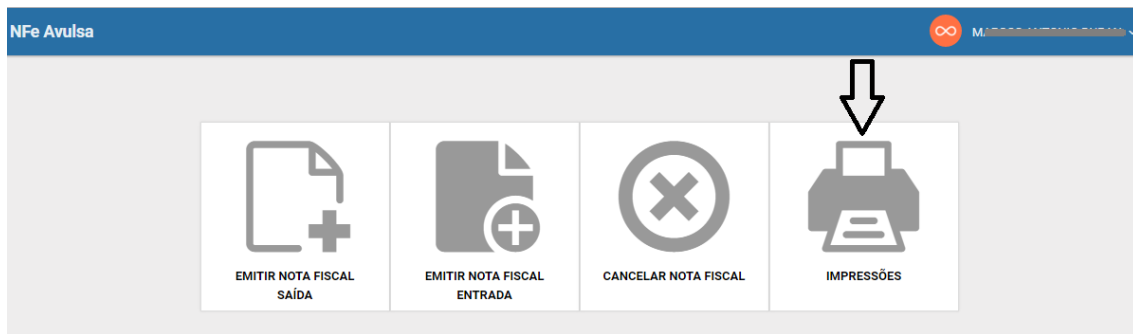 NFe Avulsa
EMITIR NOTA FISCAL
SAÍDA
EMITIR NOTA FISCAL
ENTRADA
CANCELAR NOTA FISCAL
IMPRESSÕES